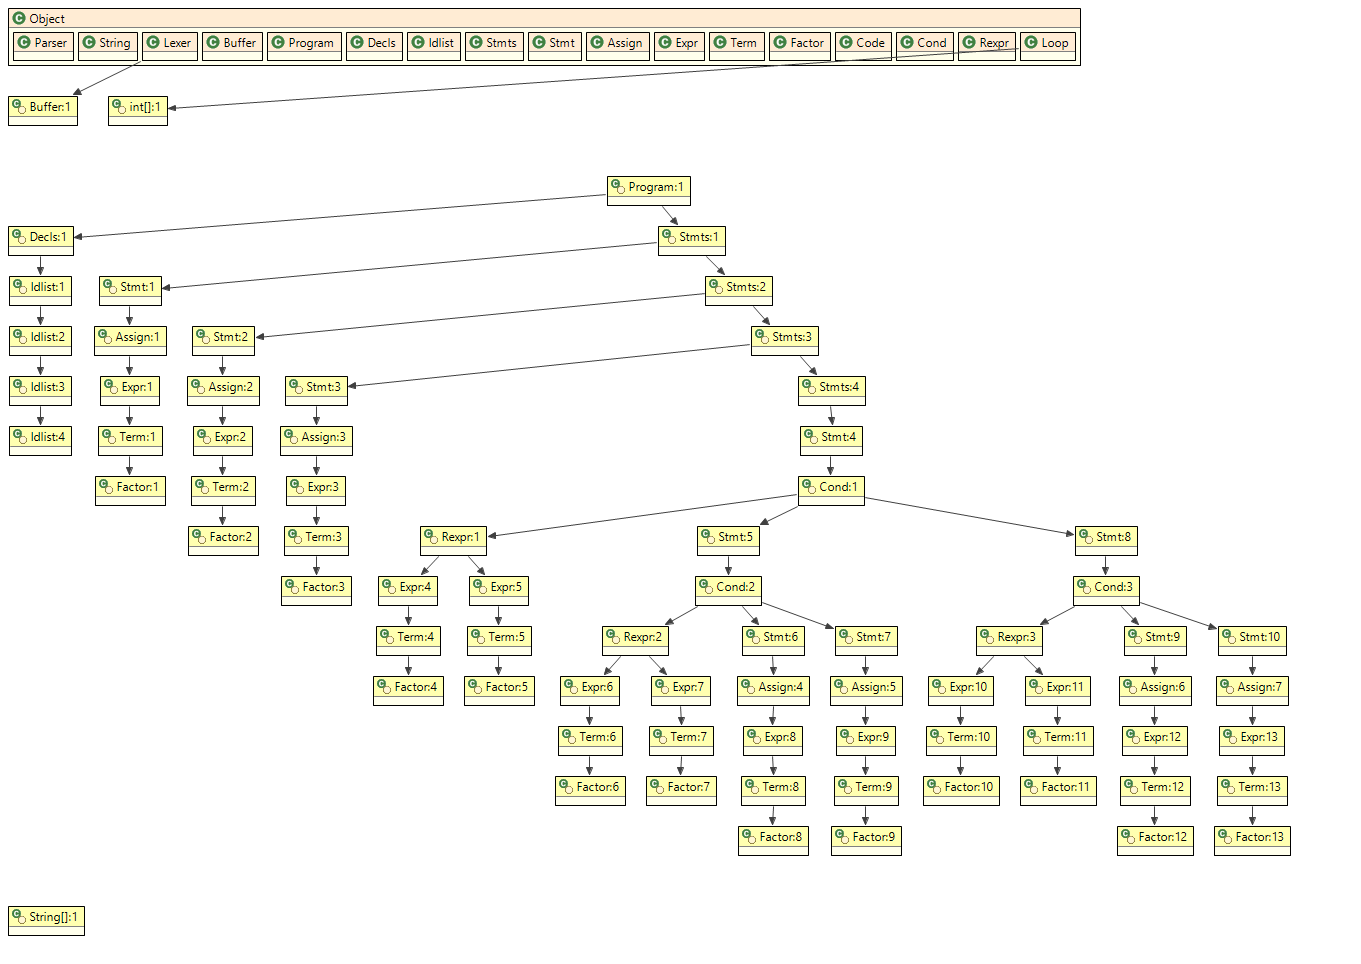 Object
Parser String Lexer Buffer Program Decls Idlist Stmts Stmt Assign Expr Term Factor Code Cond Rexpr Loop
Buffer:1 int[]:1
Program:1
Decls:1 Stmts:1
Idlist:1 Stmt:1 Stmts:2
Idlist:2 Assign:1 Stmt:2 Stmts:3
Idlist:3 Expr:1 Assign:2 Stmt:3 Stmts:4
Idlist:4 Term:1 Expr:2 Assign:3 Stmt:4
Factor:1 Term:2 Expr:3 Cond:1
Factor:2 Term:3 Rexpr:1 Stmt:5 Stmt:8
Factor:3 Expr:4 Expr:5 Cond:2 Cond:3
Term:4 Term:5 Rexpr:2 Stmt:6 Stmt:7 Rexpr:3 Stmt:9 Stmt:10
Factor:4 Factor:5 Expr:6 Expr:7 Assign:4 Assign:5 Expr:10 Expr:11 Assign:6 Assign:7
Term:6 Term:7 Expr:8 Expr:9 Term:10 Term:11 Expr:12 Expr:13
Factor:6 Factor:7 Term:8 Term:9 Factor:10 Factor:11 Term:12 Term:13
Factor:8 Factor:9 Factor:12 Factor:13
String[]:1